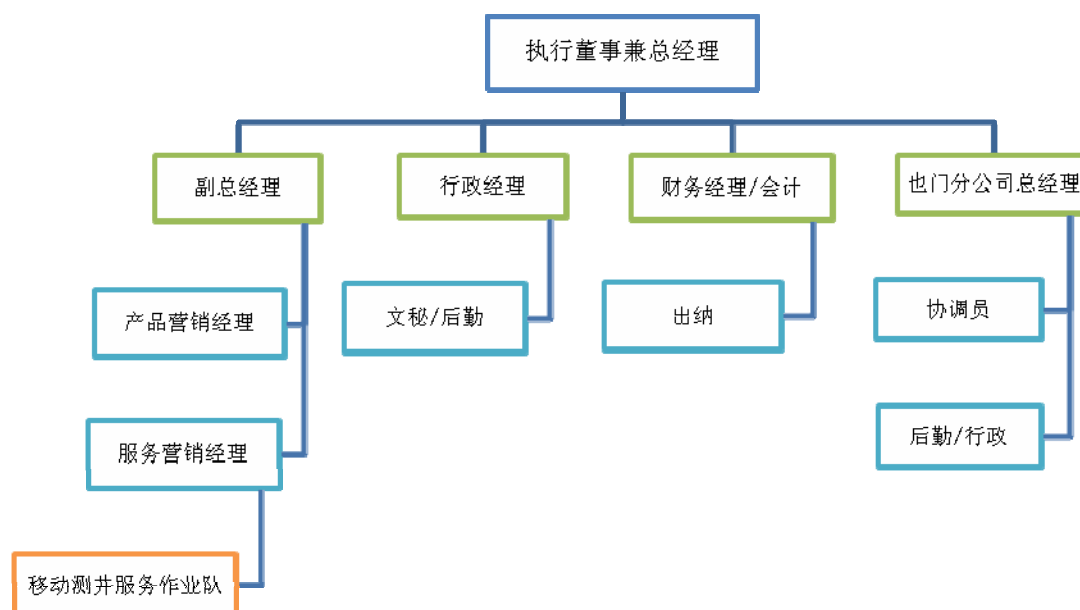 执行董事兼总经理
副总经理
行政经理
财务经理/会计
也门分公司总经理
产品营销经理
文秘/后勤
出纳
协调员
服务营销经理
后勤/行政
移动测井服务作业队